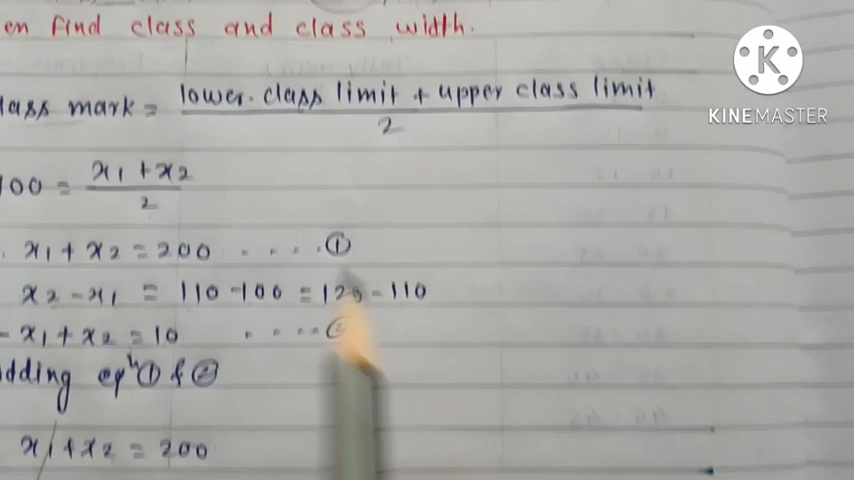 en find class and class width.
lass mark = lower class limit + upper class limit
2
100 = x₁ + x₂
2
x₁ + x₂ = 200 ..... ①
x₂ - x₁ = 110 - 100 = 120 - 110
- x₁ + x₂ = 10 ..... ②
dding eqⁿ ① & ②
x₁ + x₂ = 200
K
KINEMASTER